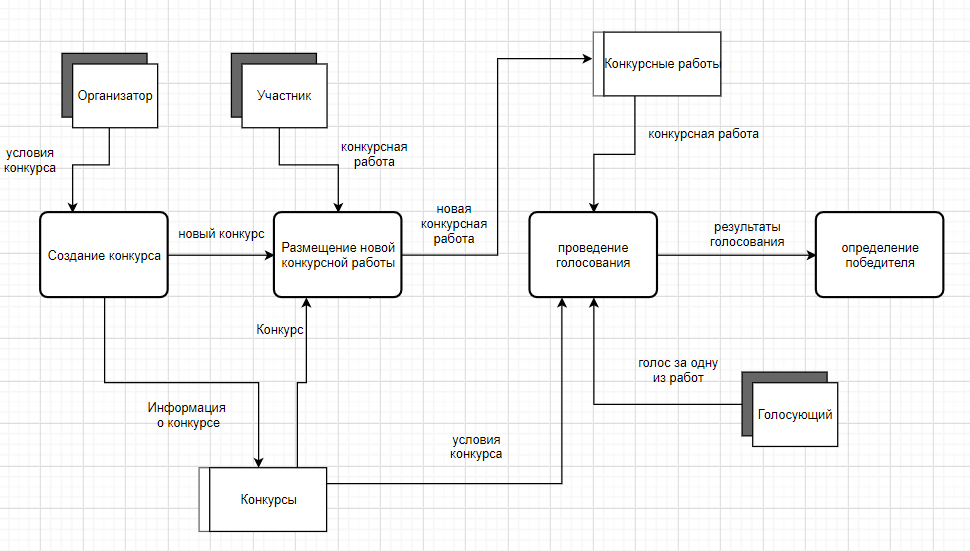 Конкурсные работы
Организатор
Участник
конкурсная работа
условия
конкурса
конкурсная
работа
новая
конкурсная
работа
новый конкурс
результаты
голосования
Создание конкурса
Размещение новой
конкурсной работы
проведение
голосования
определение
победителя
Конкурс
голос за одну
из работ
Информация
о конкурсе
Голосующий
условия
конкурса
Конкурсы